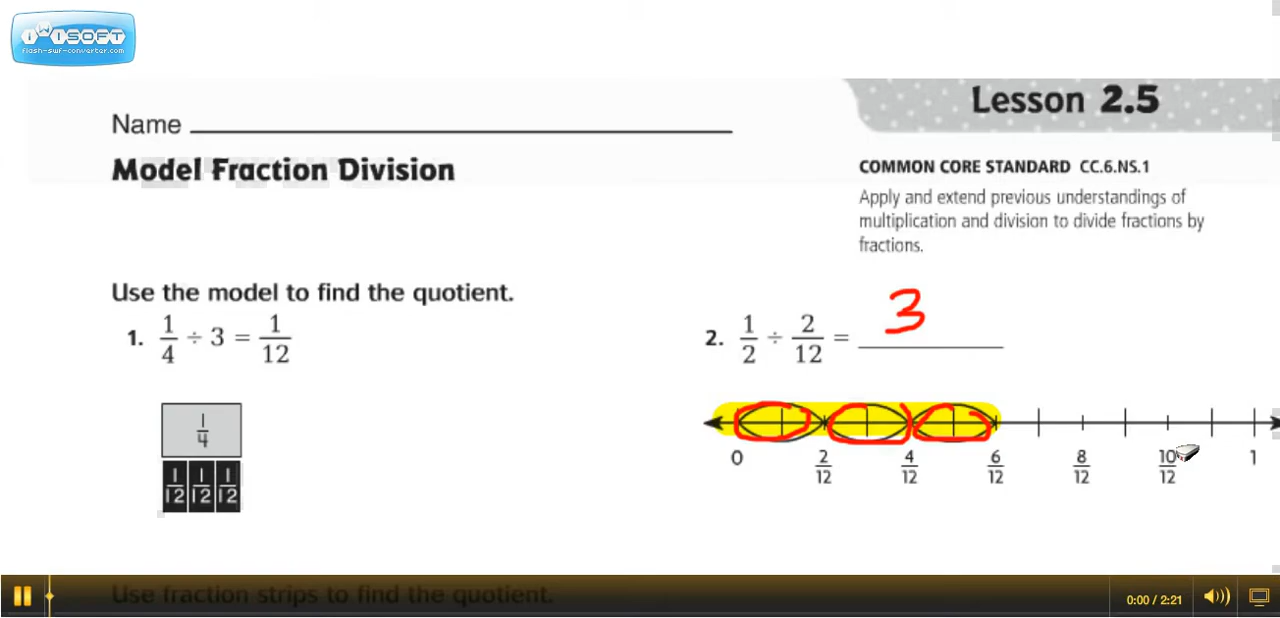 iWiSOFT
flash-swf-converter.com
Lesson 2.5
Name
Model Fraction Division
COMMON CORE STANDARD CC.6.NS.1
Apply and extend previous understandings of
multiplication and division to divide fractions by
fractions.
Use the model to find the quotient.
1. 1/4 ÷ 3 = 1/12
2. 1/2 ÷ 2/12 = 3
1/4
1/12 1/12 1/12
0 2/12 4/12 6/12 8/12 10/12 1
Use fraction strips to find the quotient.
0:00 / 2:21